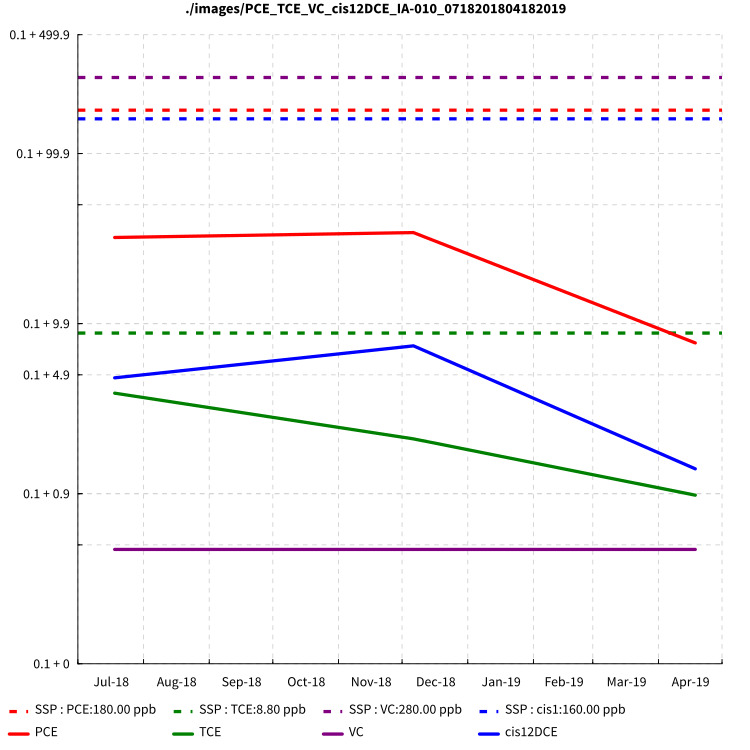 ./images/PCE_TCE_VC_cis12DCE_IA-010_0718201804182019
0.1 + 499.9
0.1 + 99.9
0.1 + 9.9
0.1 + 4.9
0.1 + 0.9
0.1 + 0
Jul-18 Aug-18 Sep-18 Oct-18 Nov-18 Dec-18 Jan-19 Feb-19 Mar-19 Apr-19
SSP : PCE:180.00 ppb SSP : TCE:8.80 ppb SSP : VC:280.00 ppb SSP : cis1:160.00 ppb
PCE TCE VC cis12DCE